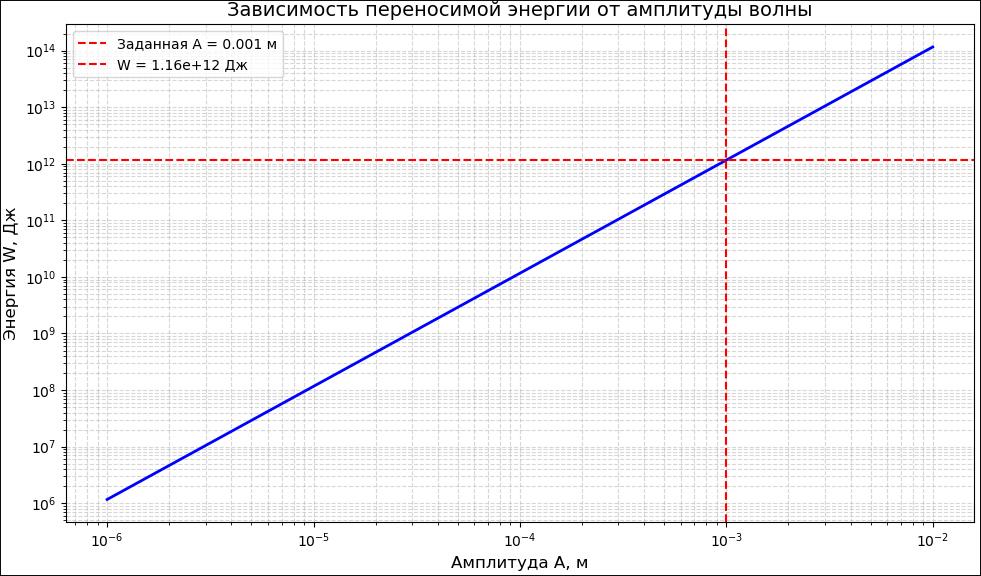 Зависимость переносимой энергии от амплитуды волны
Заданная A = 0.001 м
W = 1.16e+12 Дж
Энергия W, Дж
10¹⁴
10¹³
10¹²
10¹¹
10¹⁰
10⁹
10⁸
10⁷
10⁶
10⁻⁶
10⁻⁵
10⁻⁴
10⁻³
10⁻²
Амплитуда A, м